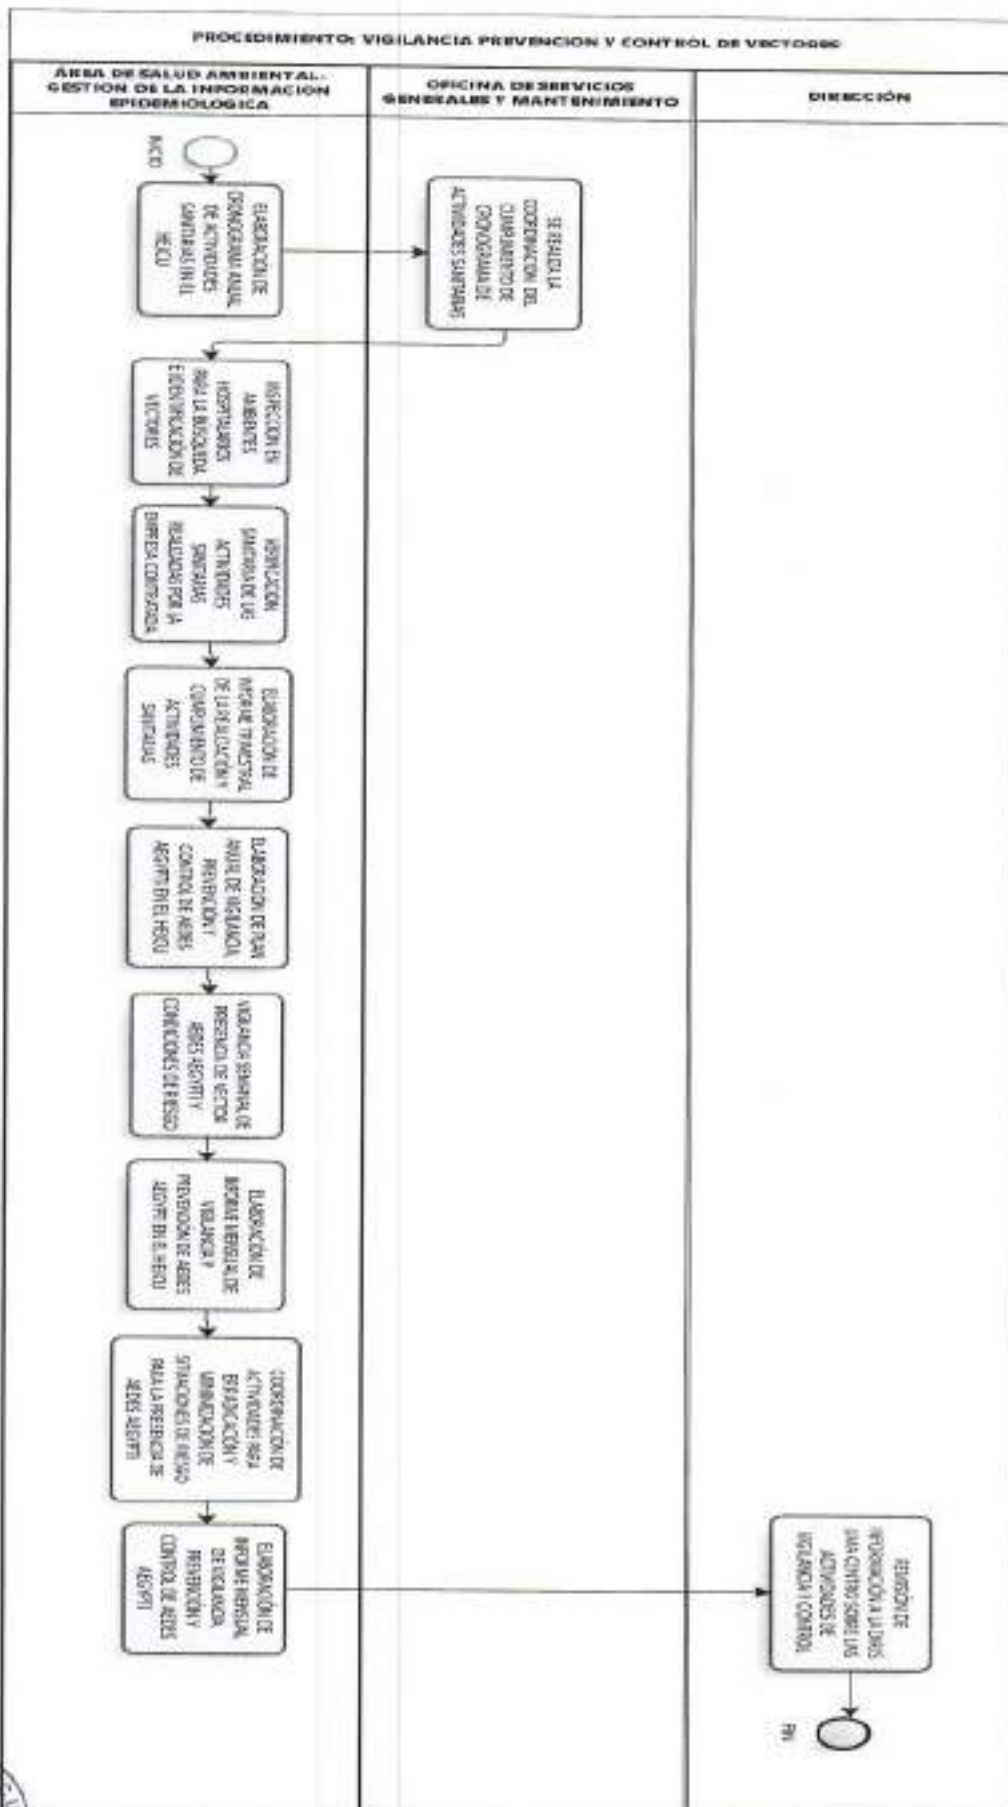 PROCEDIMIENTO: VIGILANCIA PREVENCION Y CONTROL DE VECTORES
ÁREA DE SALUD AMBIENTAL-
GESTION DE LA INFORMACION
EPIDEMIOLOGICA
OFICINA DE SERVICIOS
GENERALES Y MANTENIMIENTO
DIRECCIÓN
INICIO
ELABORACIÓN DE
CRONOGRAMA ANUAL
DE ACTIVIDADES
SANITARIAS EN EL
HEJCU
SE REALIZA LA
COORDINACION DEL
CUMPLIMIENTO DE
CRONOGRAMA DE
ACTIVIDADES SANITARIAS
INSPECCION EN
AMBIENTES
HOSPITALARIOS
PARA LA BÚSQUEDA
E IDENTIFICACIÓN DE
VECTORES
VERIFICACION
SANITARIA DE LAS
ACTIVIDADES
SANITARIAS
REALIZADAS POR LA
EMPRESA CONTRATADA
ELABORACIÓN DE
INFORME TRIMESTRAL
DE LA REALIZACIÓN Y
CUMPLIMIENTO DE
ACTIVIDADES
SANITARIAS
ELABORACIÓN DE PLAN
ANUAL DE VIGILANCIA,
PREVENCIÓN Y
CONTROL DE AEDES
AEGYPTI EN EL HEJCU
VIGILANCIA SEMANAL DE
PRESENCIA DE VECTOR
AEDES AEGYPTI Y
CONDICIONES DE RIESGO
ELABORACIÓN DE
INFORME MENSUAL DE
VIGILANCIA Y
PREVENCION DE AEDES
AEGYPTI EN EL HEJCU
COORDINACIÓN DE
ACTIVIDADES PARA
ERRADICACIÓN Y
MINIMIZACIÓN DE
SITUACIONES DE RIESGO
PARA LA PRESENCIA DE
AEDES AEGYPTI
ELABORACIÓN DE
INFORME MENSUAL
DE VIGILANCIA
PREVENCIÓN Y
CONTROL DE AEDES
AEGYPTI
REMISIÓN DE
INFORMACIÓN A LA DIRIS
LIMA CENTRO SOBRE LAS
ACTIVIDADES DE
VIGILANCIA Y CONTROL
FIN